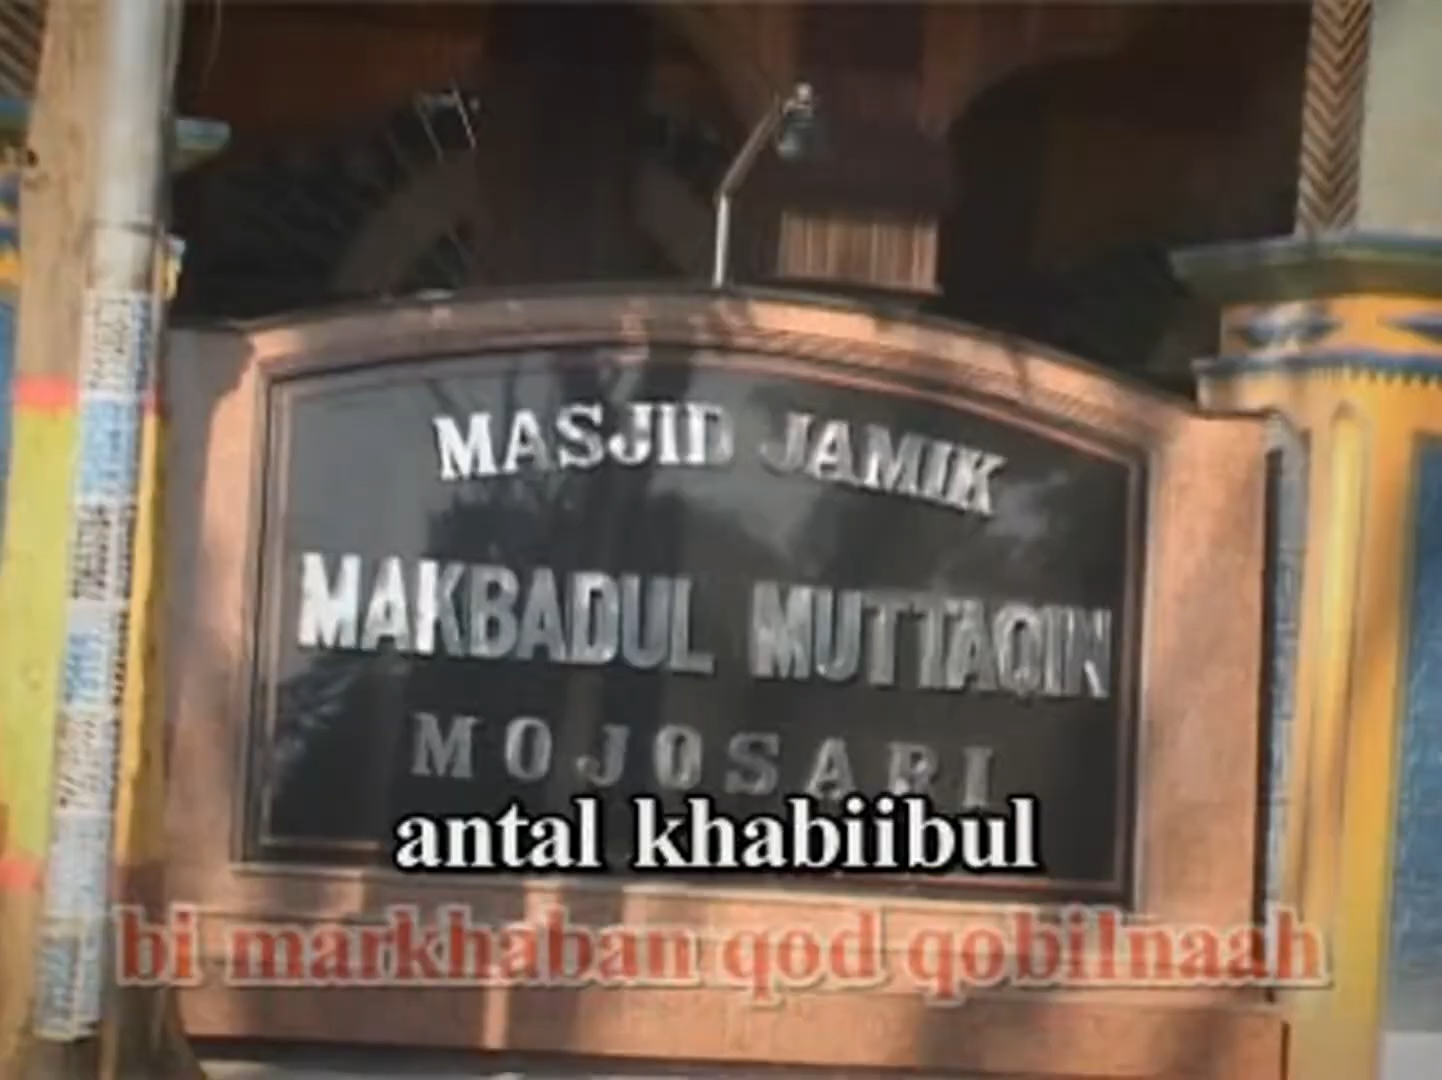 MASJID JAMIK
MAKBADUL MUTTAQIN
MOJOSARI
antal khabiibul
bi markhaban qod qobilnaah